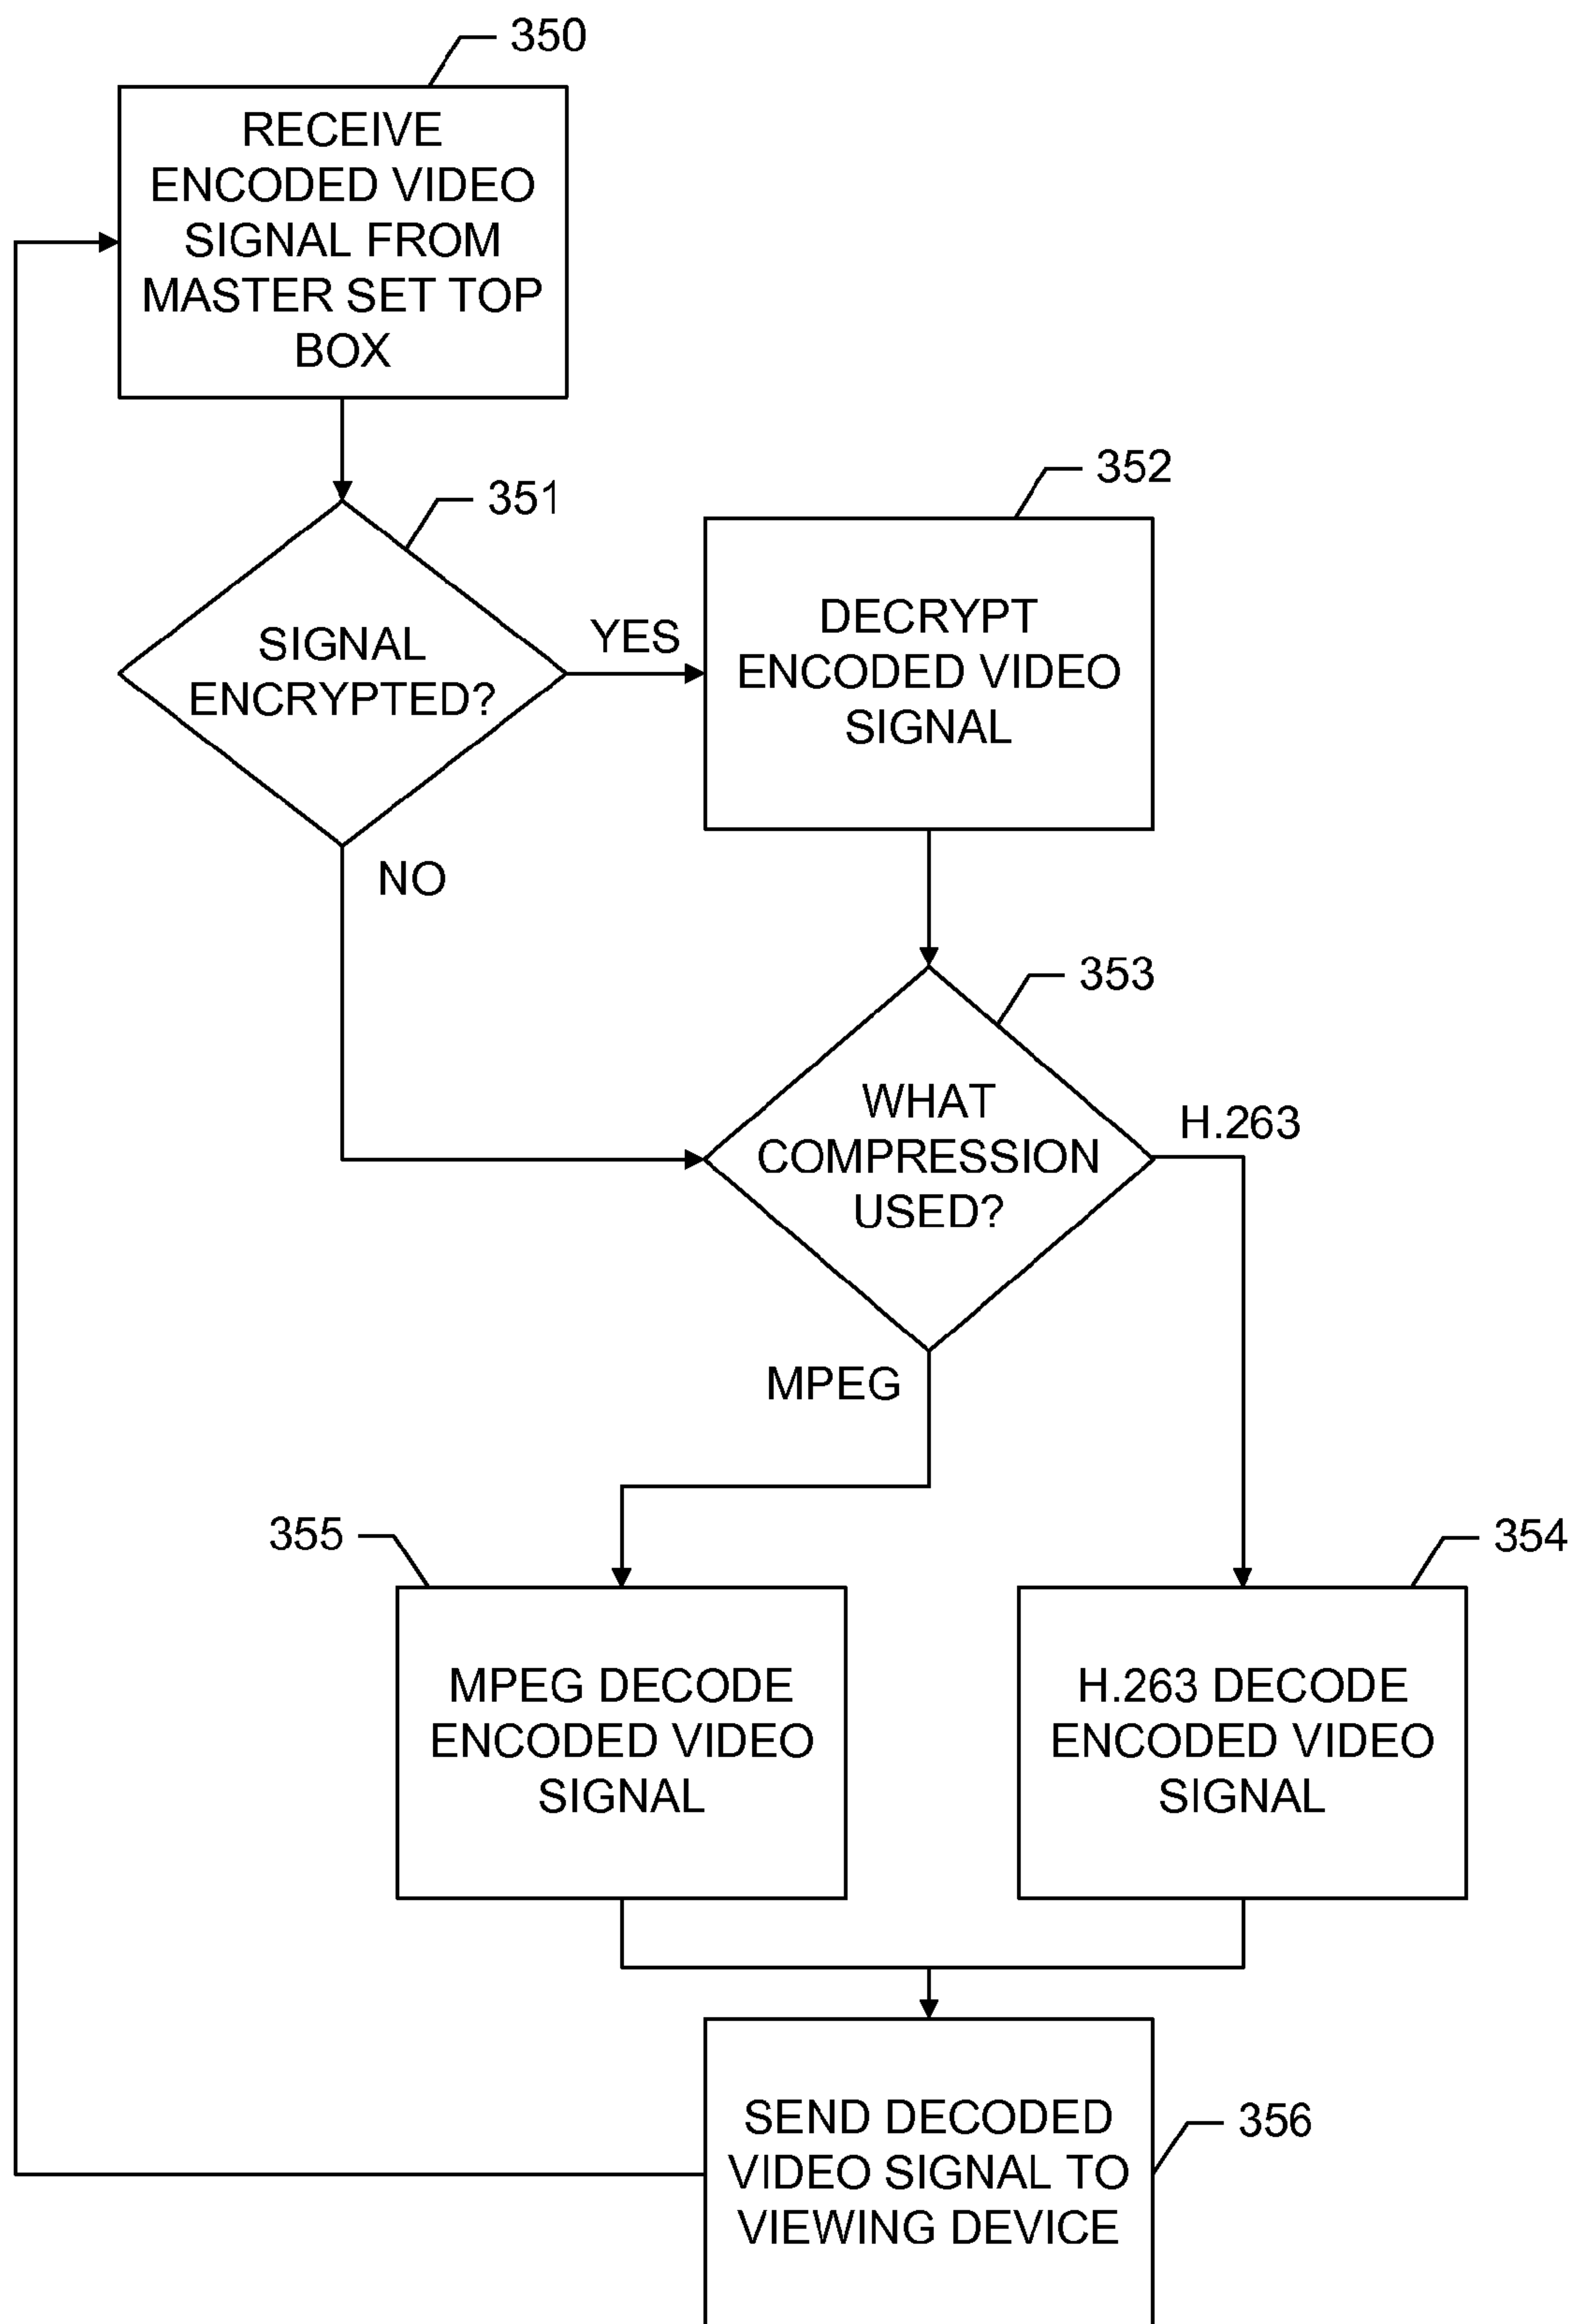 350
RECEIVE
ENCODED VIDEO
SIGNAL FROM
MASTER SET TOP
BOX
351
SIGNAL
ENCRYPTED?
YES
NO
352
DECRYPT
ENCODED VIDEO
SIGNAL
353
WHAT
COMPRESSION
USED?
H.263
MPEG
355
MPEG DECODE
ENCODED VIDEO
SIGNAL
354
H.263 DECODE
ENCODED VIDEO
SIGNAL
356
SEND DECODED
VIDEO SIGNAL TO
VIEWING DEVICE